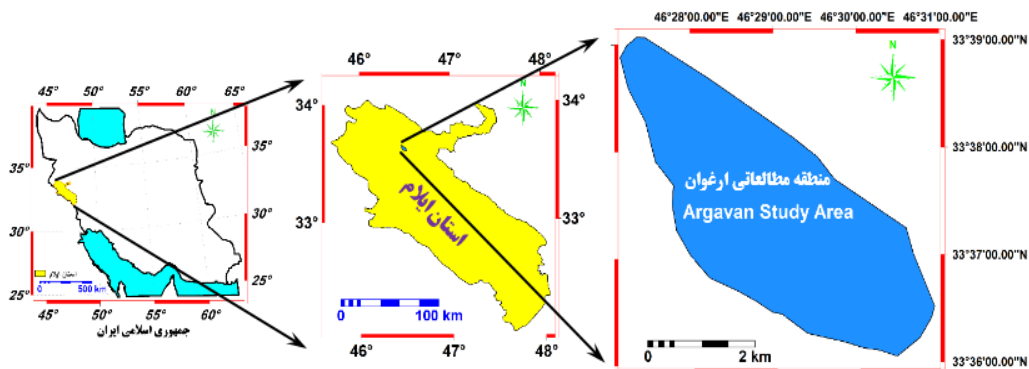 45° 50° 55° 60° 65°
N
35°
30°
25°
35°
30°
25°
استان ایلام
0 500 km
45° 50° 55° 60°
جمهوری اسلامی ایران
46° 47° 48°
N
34°
33°
34°
33°
استان ایلام
0 100 km
46° 47° 48°
46°28'00.00"E 46°29'00.00"E 46°30'00.00"E 46°31'00.00"E
N
33°39'00.00"N
33°38'00.00"N
33°37'00.00"N
33°36'00.00"N
منطقه مطالعاتی ارغوان
Argavan Study Area
0 2 km